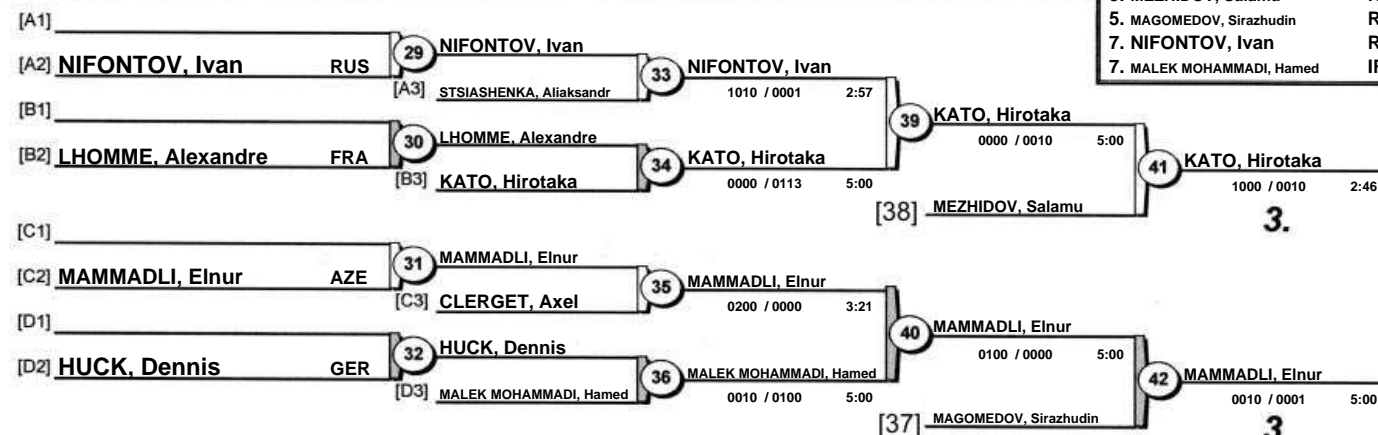 [A1]
[A2] NIFONTOV, Ivan RUS
29
NIFONTOV, Ivan
[A3] STSIASHENKA, Aliaksandr
33
NIFONTOV, Ivan
1010 / 0001 2:57
[B1]
[B2] LHOMME, Alexandre FRA
30
LHOMME, Alexandre
[B3] KATO, Hirotaka
34
KATO, Hirotaka
0000 / 0113 5:00
39
KATO, Hirotaka
0000 / 0010 5:00
[38] MEZHIDOV, Salamu
41
KATO, Hirotaka
1000 / 0010 2:46
3.
[C1]
[C2] MAMMADLI, Elnur AZE
31
MAMMADLI, Elnur
[C3] CLERGET, Axel
35
MAMMADLI, Elnur
0200 / 0000 3:21
[D1]
[D2] HUCK, Dennis GER
32
HUCK, Dennis
[D3] MALEK MOHAMMADI, Hamed
36
MALEK MOHAMMADI, Hamed
0010 / 0100 5:00
40
MAMMADLI, Elnur
0100 / 0000 5:00
[37] MAGOMEDOV, Sirazhudin
42
MAMMADLI, Elnur
0010 / 0001 5:00
3
5. MAGOMEDOV, Sirazhudin R
7. NIFONTOV, Ivan R
7. MALEK MOHAMMADI, Hamed